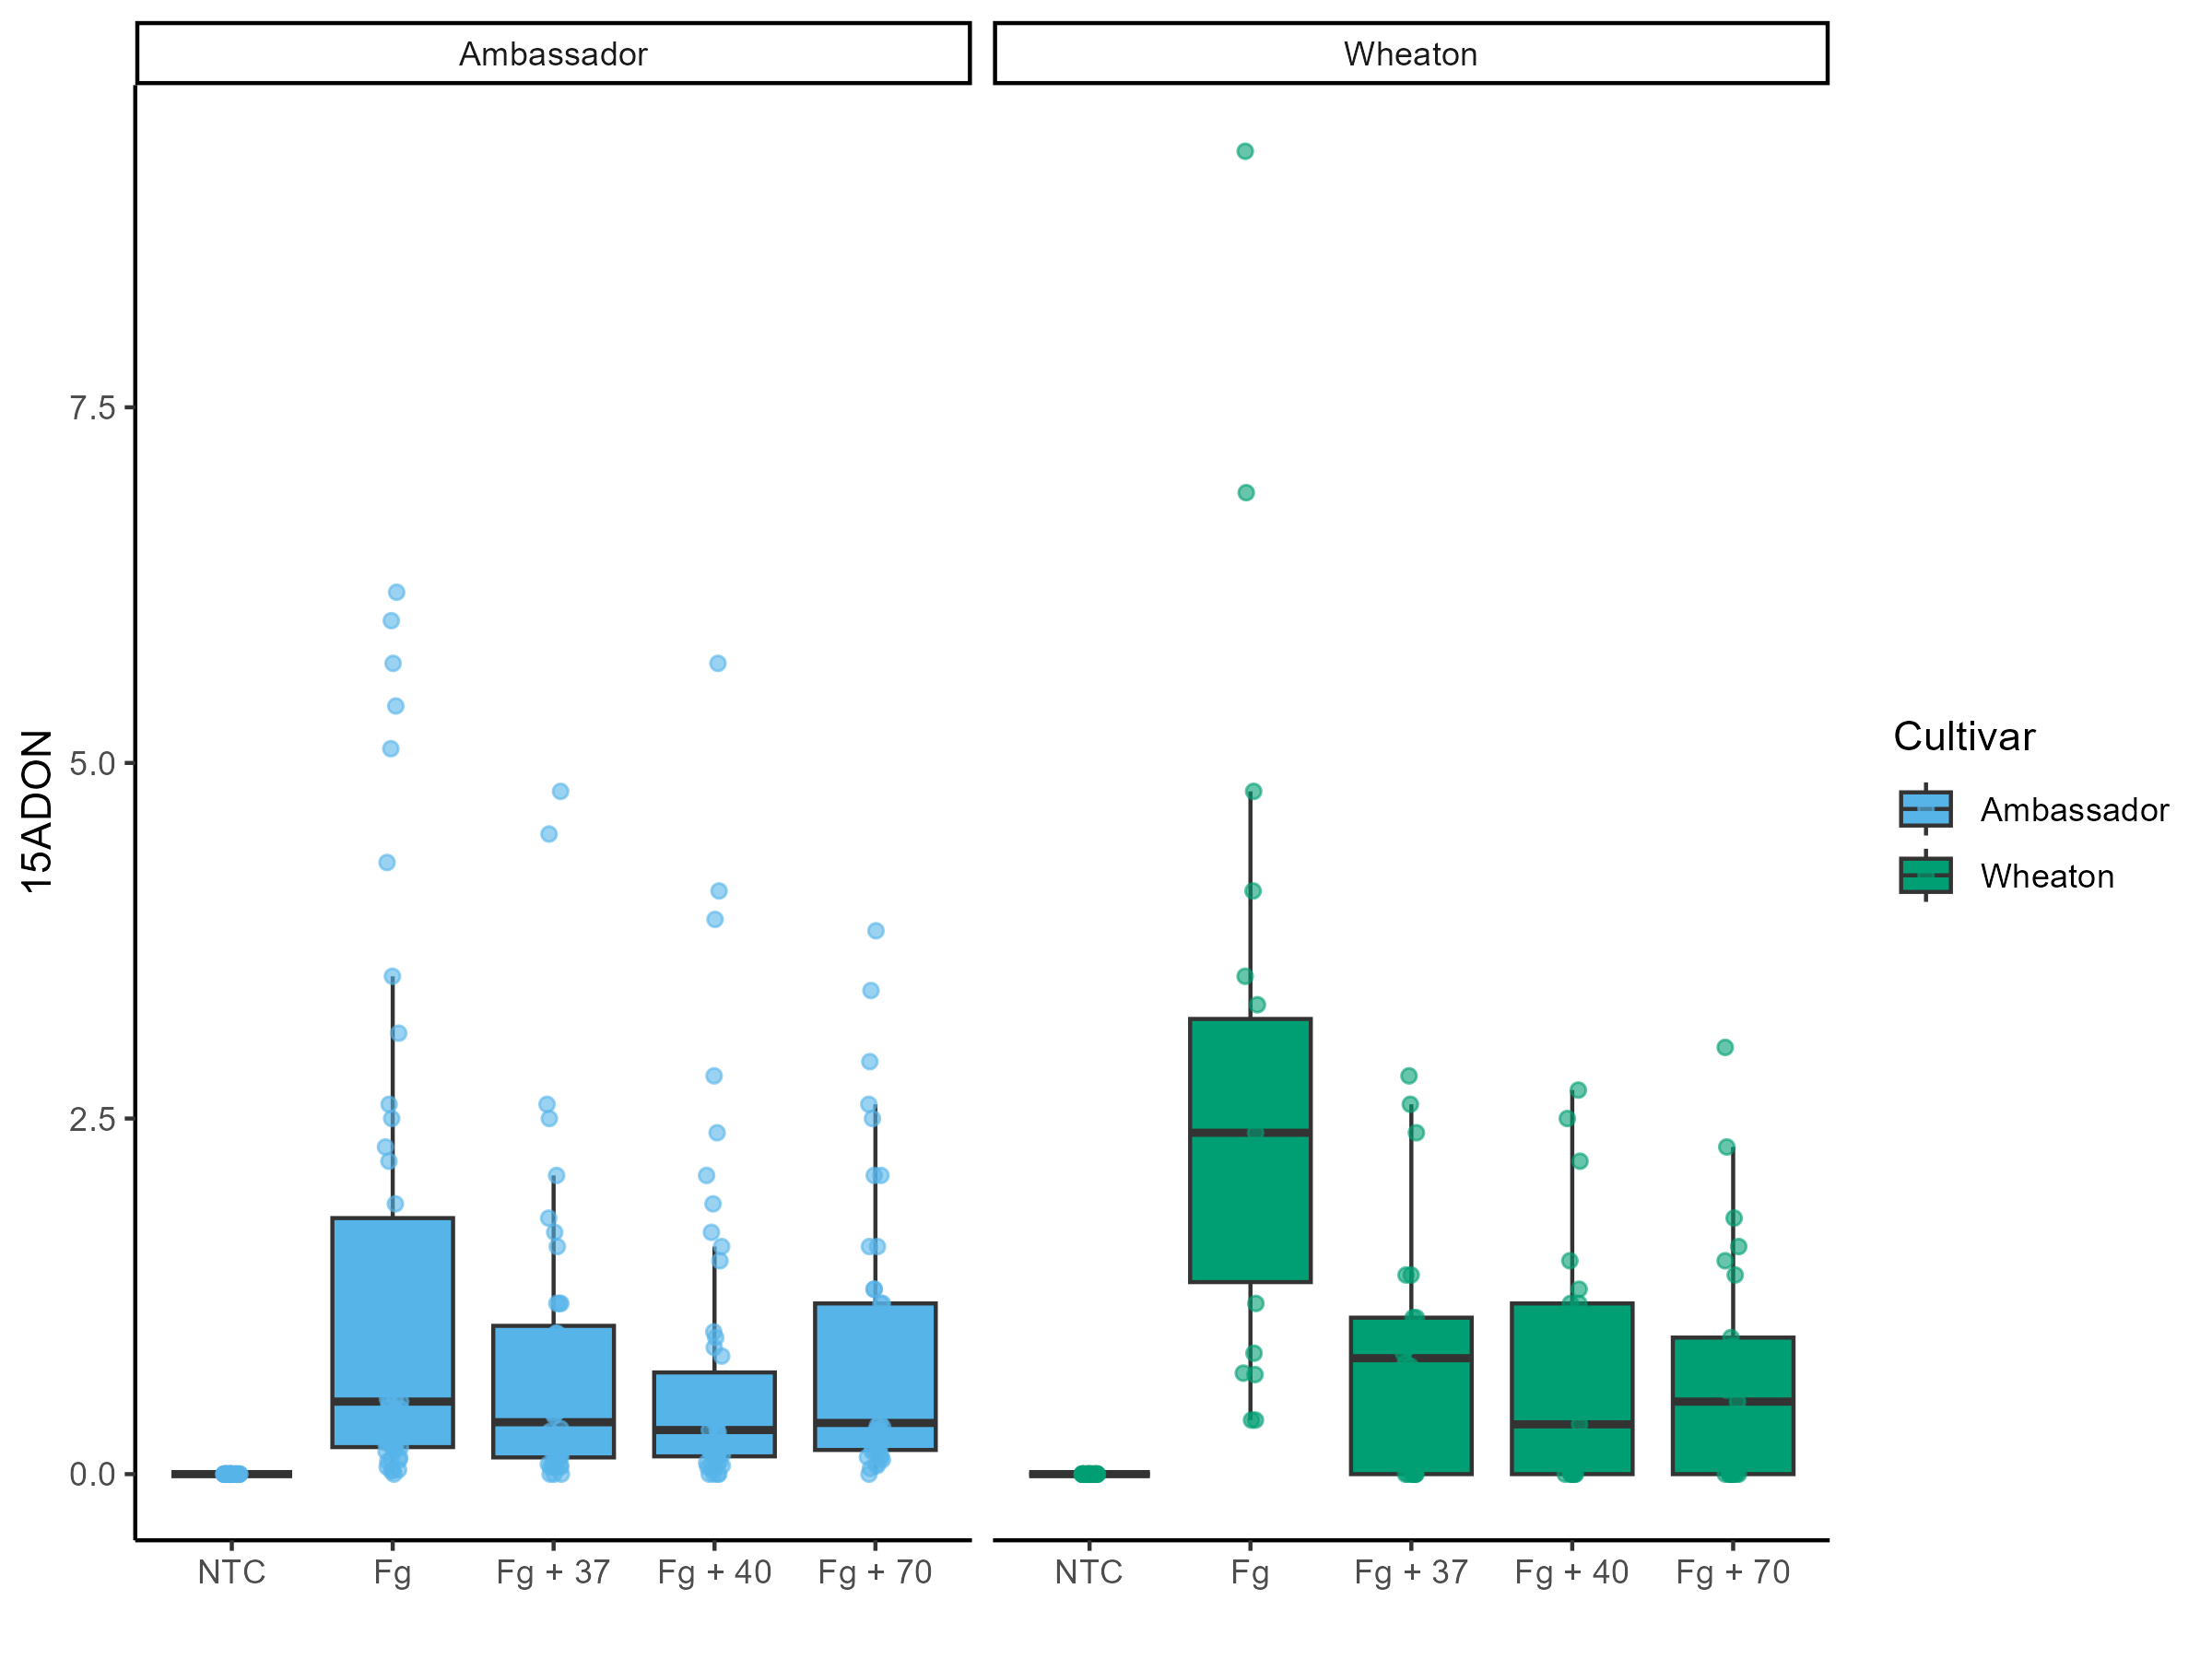 Ambassador
Wheaton
15ADON
7.5
5.0
2.5
0.0
NTC Fg Fg + 37 Fg + 40 Fg + 70
NTC Fg Fg + 37 Fg + 40 Fg + 70
Cultivar
Ambassador
Wheaton